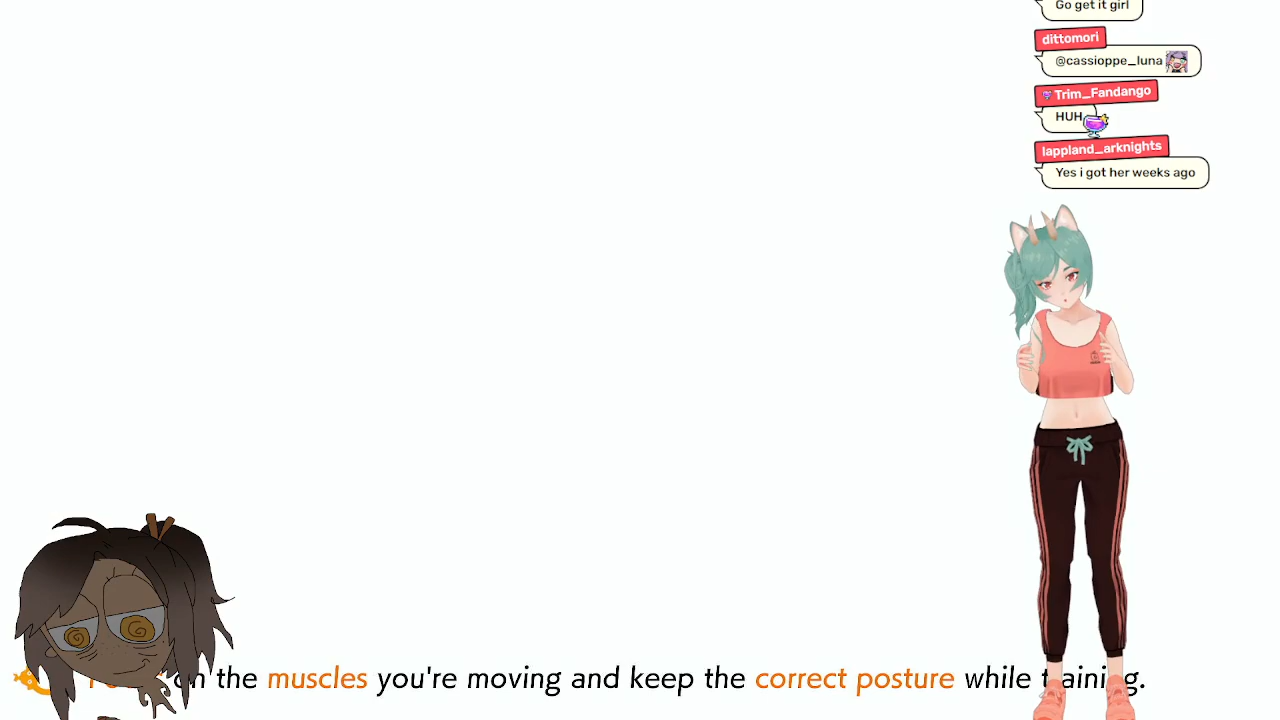 Go get it girl
dittomori
@cassioppe_luna
Trim_Fandango
HUH
lappland_arknights
Yes i got her weeks ago
on the muscles you're moving and keep the correct posture while training.